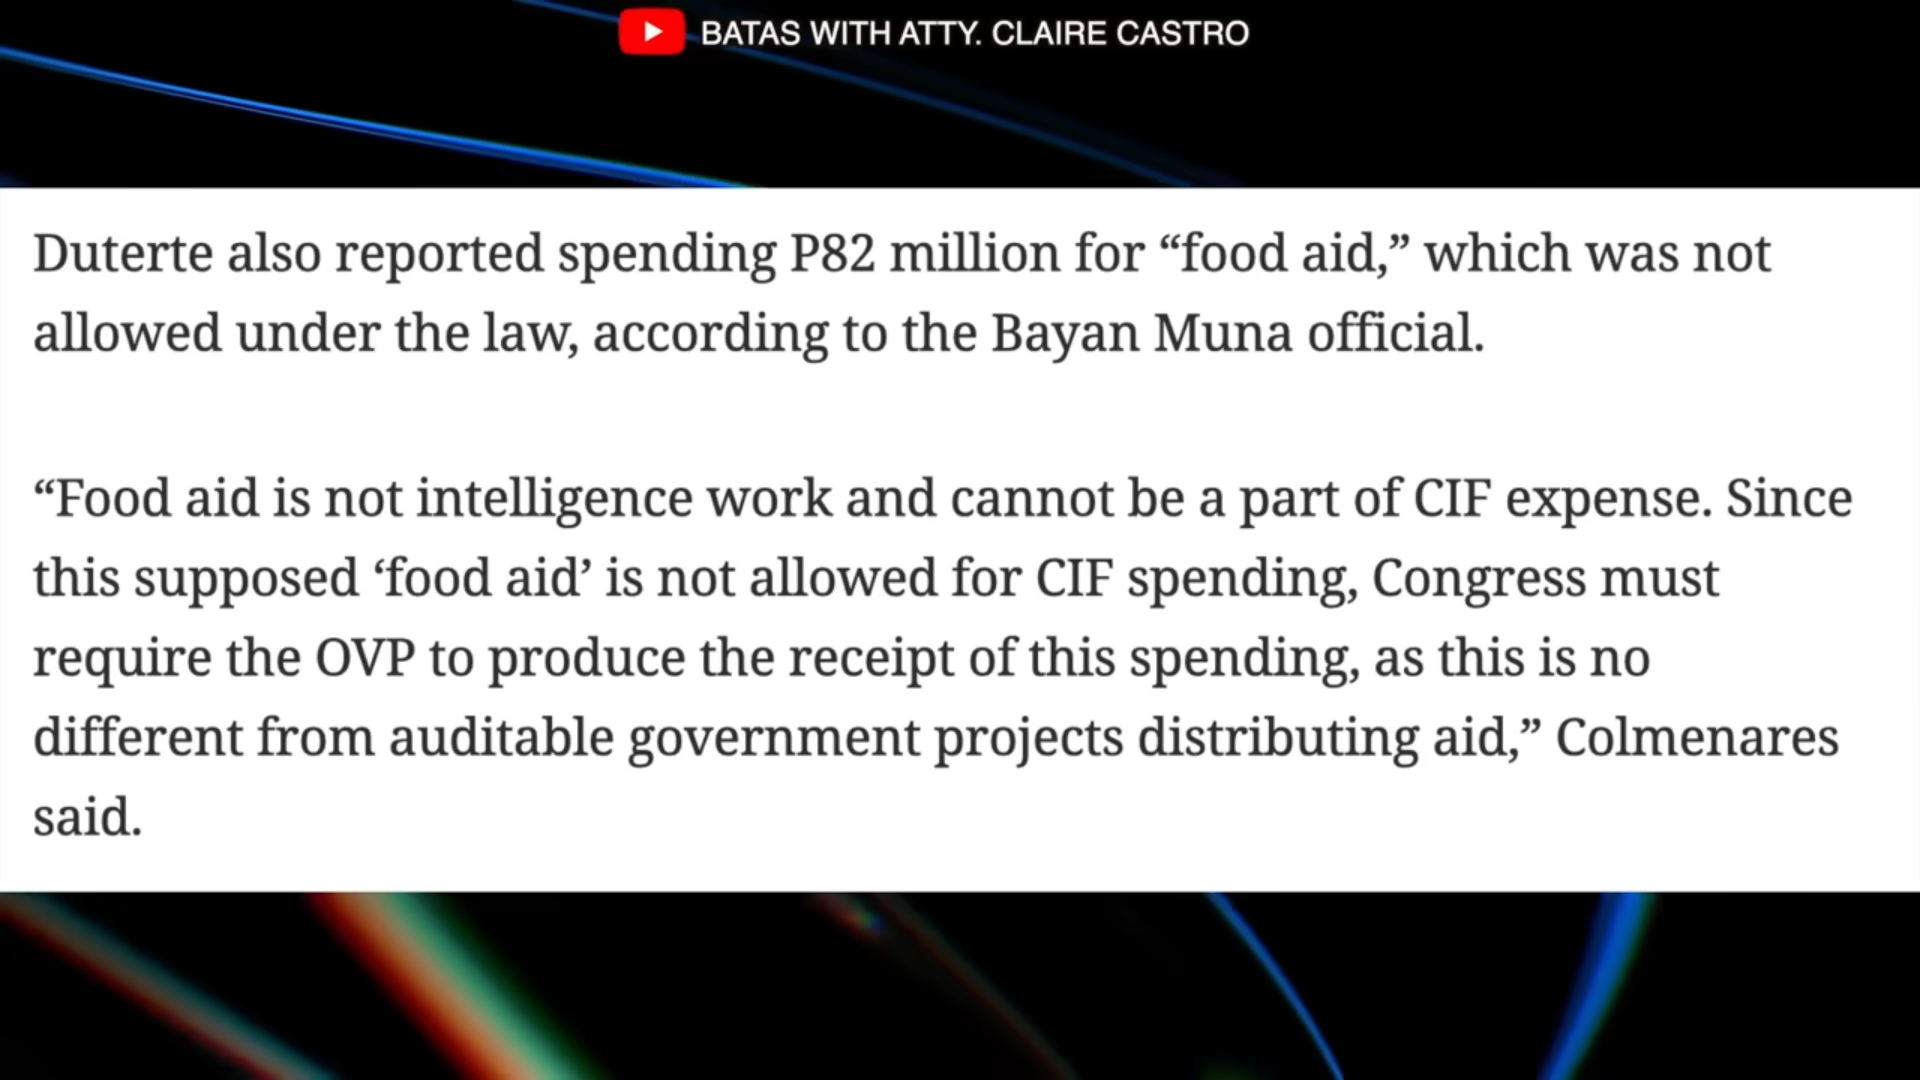 BATAS WITH ATTY. CLAIRE CASTRO
Duterte also reported spending P82 million for “food aid,” which was not
allowed under the law, according to the Bayan Muna official.
“Food aid is not intelligence work and cannot be a part of CIF expense. Since
this supposed ‘food aid’ is not allowed for CIF spending, Congress must
require the OVP to produce the receipt of this spending, as this is no
different from auditable government projects distributing aid,” Colmenares
said.